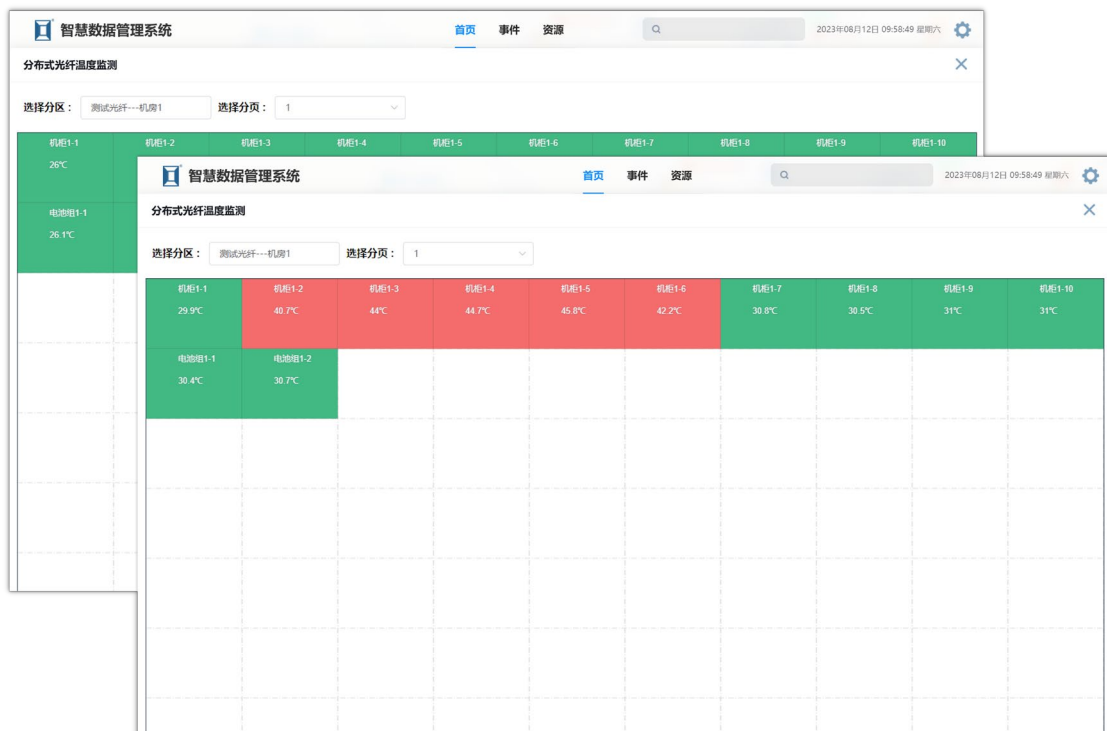 智慧数据管理系统 首页 事件 资源 2023年08月12日 09:58:49 星期六
分布式光纤温度监测
选择分区： 测试光纤---机房1 选择分页： 1
机柜1-1 机柜1-2 机柜1-3 机柜1-4 机柜1-5 机柜1-6 机柜1-7 机柜1-8 机柜1-9 机柜1-10
26℃
电池组1-1
26.1℃
智慧数据管理系统 首页 事件 资源 2023年08月12日 09:58:49 星期六
分布式光纤温度监测
选择分区： 测试光纤---机房1 选择分页： 1
机柜1-1 机柜1-2 机柜1-3 机柜1-4 机柜1-5 机柜1-6 机柜1-7 机柜1-8 机柜1-9 机柜1-10
29.9℃ 40.7℃ 44℃ 44.7℃ 45.8℃ 42.2℃ 30.8℃ 30.5℃ 31℃ 31℃
电池组1-1 电池组1-2
30.4℃ 30.7℃